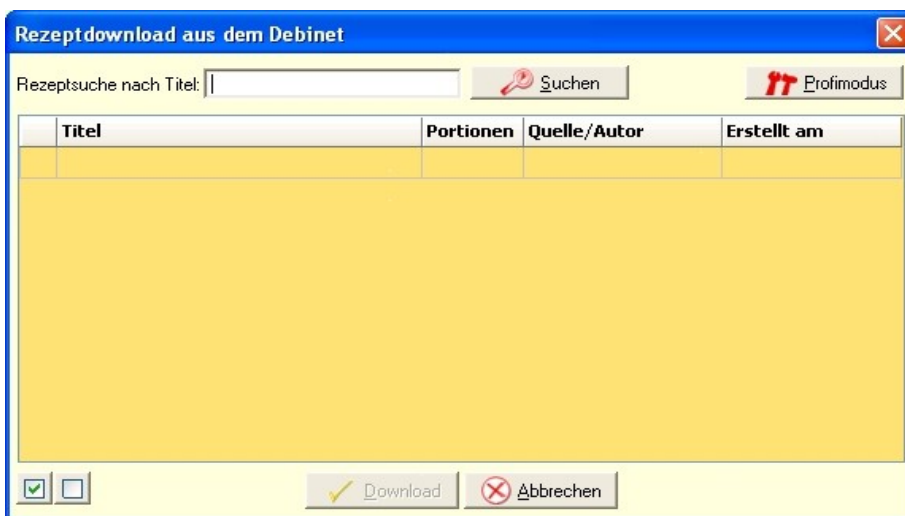 Rezeptdownload aus dem Debinet
Rezeptsuche nach Titel: Suchen Profimodus
Titel Portionen Quelle/Autor Erstellt am
Download Abbrechen